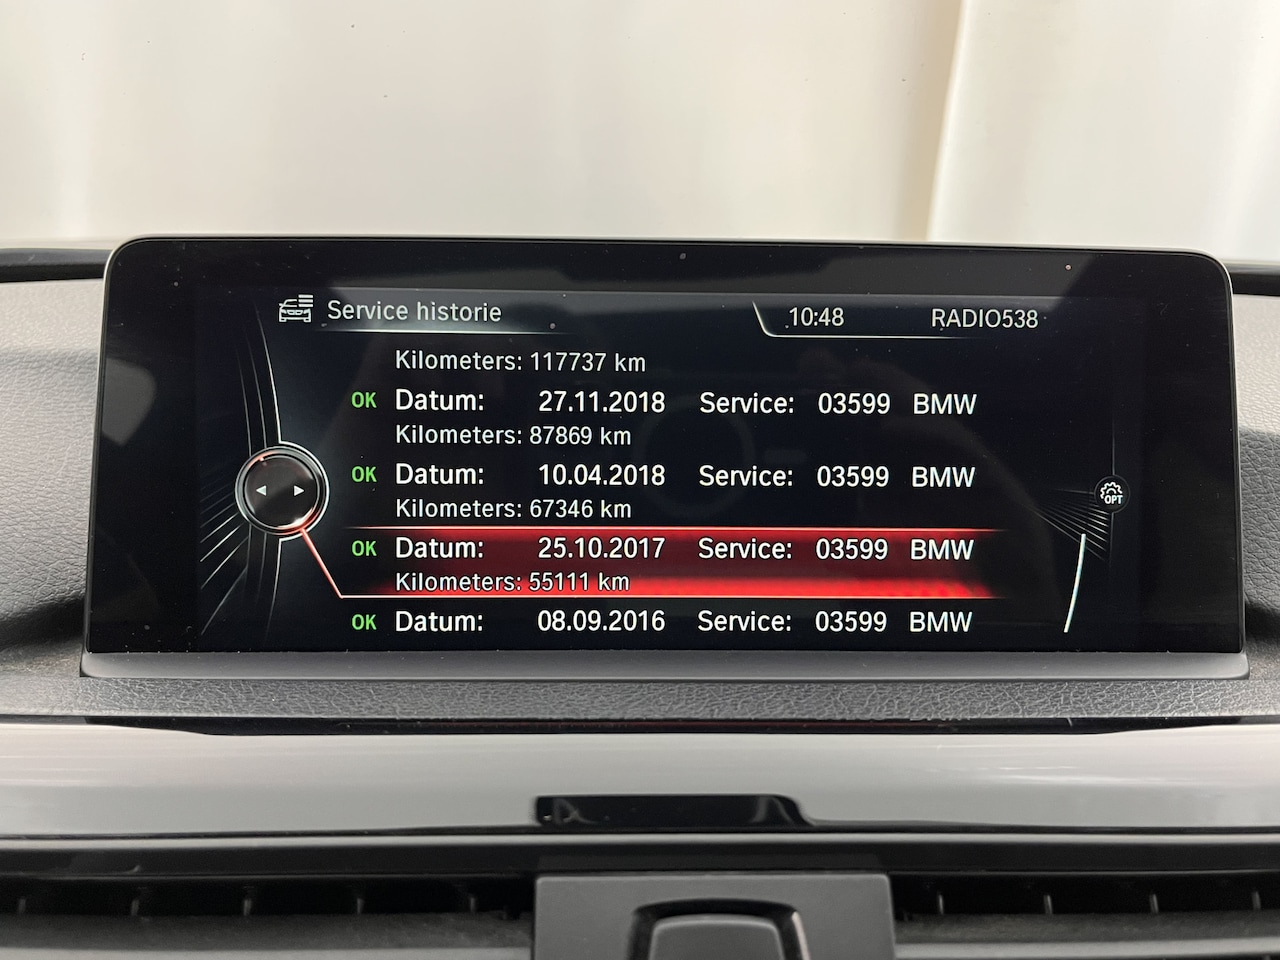 Service historie 10:48 RADIO538
Kilometers: 117737 km
OK Datum: 27.11.2018 Service: 03599 BMW
Kilometers: 87869 km
OK Datum: 10.04.2018 Service: 03599 BMW
Kilometers: 67346 km
OPT
OK Datum: 25.10.2017 Service: 03599 BMW
Kilometers: 55111 km
OK Datum: 08.09.2016 Service: 03599 BMW